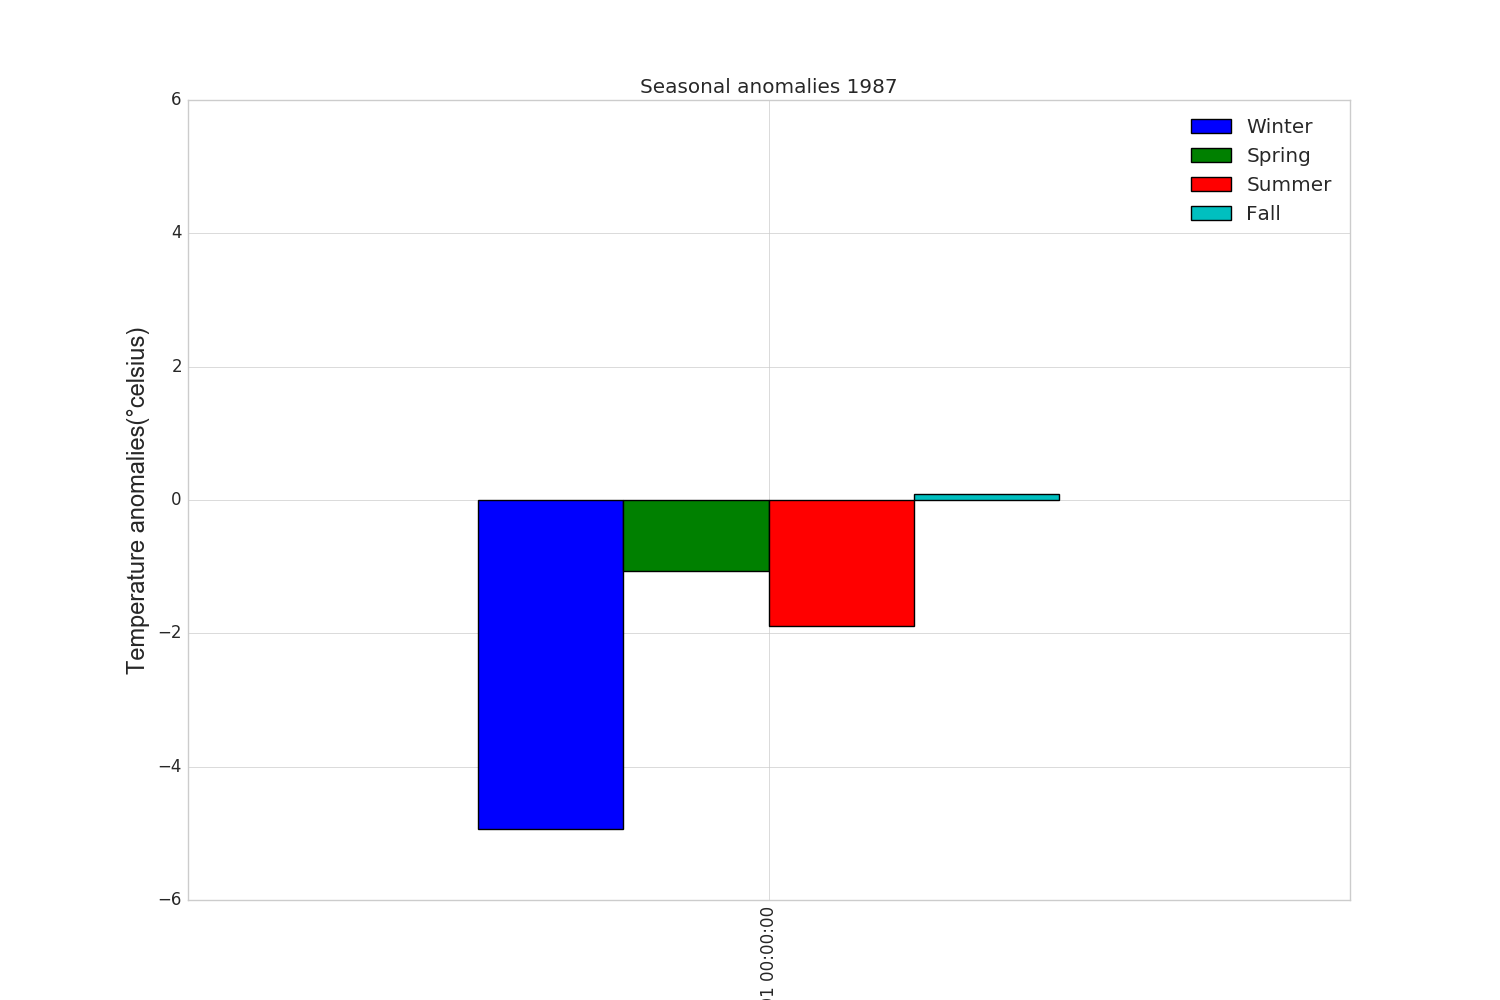 Seasonal anomalies 1987
Winter
Spring
Summer
Fall
Temperature anomalies(°celsius)
6
4
2
0
−2
−4
−6
00:00:00